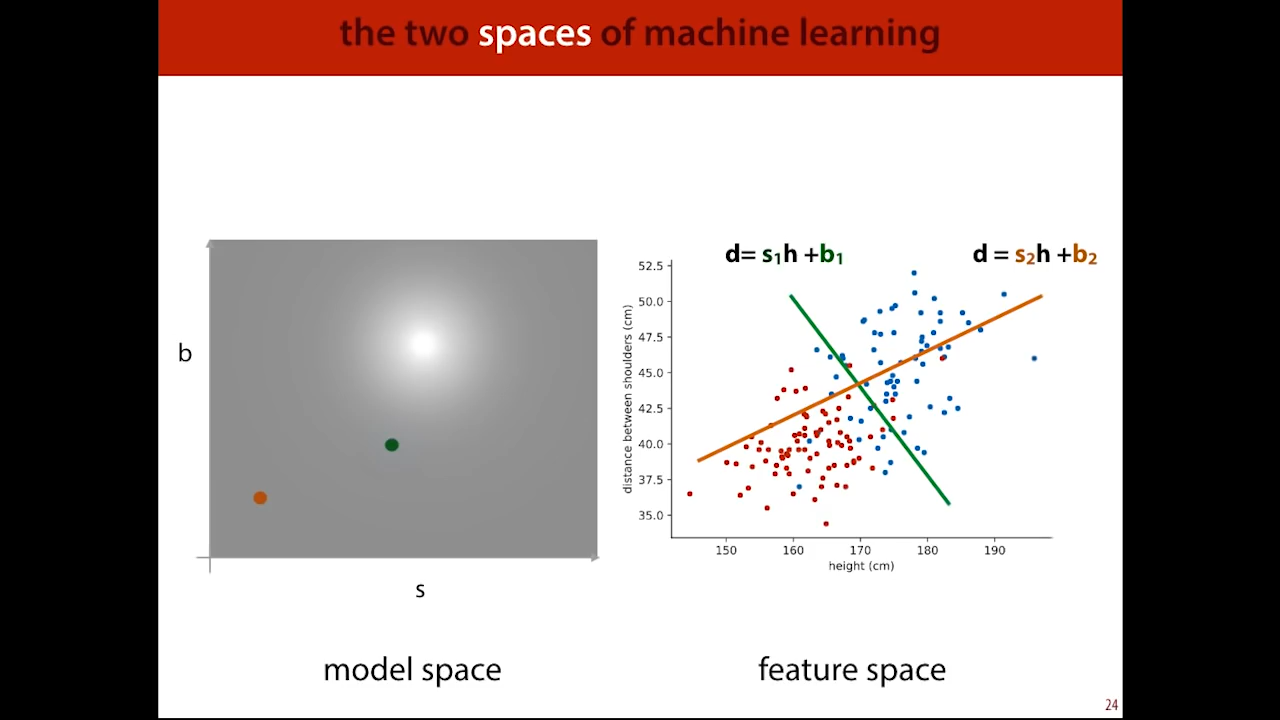 the two spaces of machine learning
b
s
model space
d= s₁h +b₁
d = s₂h +b₂
distance between shoulders (cm)
52.5
50.0
47.5
45.0
42.5
40.0
37.5
35.0
150 160 170 180 190
height (cm)
feature space
24